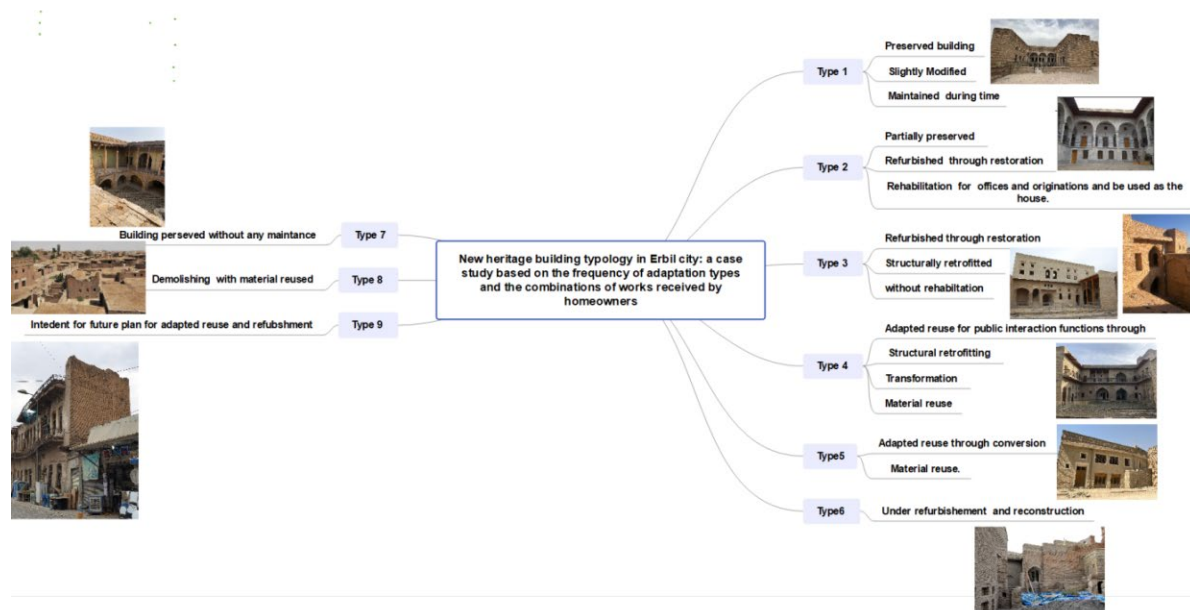 New heritage building typology in Erbil city: a case
study based on the frequency of adaptation types
and the combinations of works received by
homeowners
Type 1
Preserved building
Slightly Modified
Maintained during time
Type 2
Partially preserved
Refurbished through restoration
Rehabilitation for offices and originations and be used as the
house.
Type 3
Refurbished through restoration
Structurally retrofitted
without rehabiltation
Type 4
Adapted reuse for public interaction functions through
Structural retrofitting
Transformation
Material reuse
Type5
Adapted reuse through conversion
Material reuse.
Type6
Under refurbishement and reconstruction
Type 7
Building perseved without any maintance
Type 8
Demolishing with material reused
Type 9
Intedent for future plan for adapted reuse and refubshment